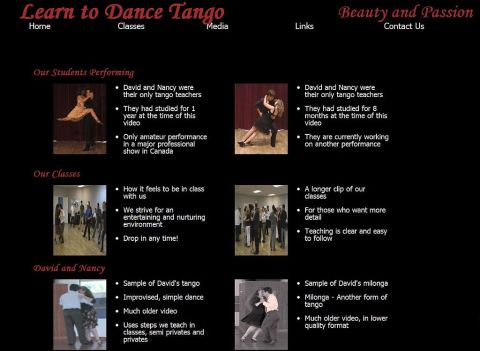 Learn to Dance Tango
Beauty and Passion
Home Classes Media Links Contact Us
Our Students Performing
• David and Nancy were
their only tango teachers
• They had studied for 1
year at the time of this
video
• Only amateur performance
in a major professional
show in Canada
• David and Nancy were
their only tango teachers
• They had studied for 8
months at the time of this
video
• They are currently working
on another performance
Our Classes
• How it feels to be in class
with us
• We strive for an
entertaining and nurturing
environment
• Drop in any time!
• A longer clip of our
classes
• For those who want more
detail
• Teaching is clear and easy
to follow
David and Nancy
• Sample of David's tango
• Improvised, simple dance
• Much older video
• Uses steps we teach in
classes, semi privates and
privates
• Sample of David's milonga
• Milonga - Another form of
tango
• Much older video, in lower
quality format